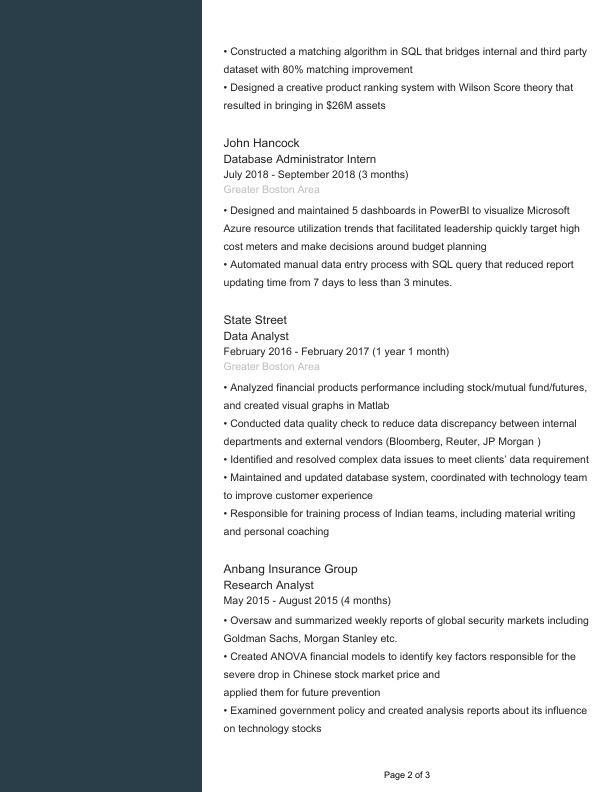 • Constructed a matching algorithm in SQL that bridges internal and third party
dataset with 80% matching improvement
• Designed a creative product ranking system with Wilson Score theory that
resulted in bringing in $26M assets
John Hancock
Database Administrator Intern
July 2018 - September 2018 (3 months)
Greater Boston Area
• Designed and maintained 5 dashboards in PowerBI to visualize Microsoft
Azure resource utilization trends that facilitated leadership quickly target high
cost meters and make decisions around budget planning
• Automated manual data entry process with SQL query that reduced report
updating time from 7 days to less than 3 minutes.
State Street
Data Analyst
February 2016 - February 2017 (1 year 1 month)
Greater Boston Area
• Analyzed financial products performance including stock/mutual fund/futures,
and created visual graphs in Matlab
• Conducted data quality check to reduce data discrepancy between internal
departments and external vendors (Bloomberg, Reuter, JP Morgan )
• Identified and resolved complex data issues to meet clients’ data requirement
• Maintained and updated database system, coordinated with technology team
to improve customer experience
• Responsible for training process of Indian teams, including material writing
and personal coaching
Anbang Insurance Group
Research Analyst
May 2015 - August 2015 (4 months)
• Oversaw and summarized weekly reports of global security markets including
Goldman Sachs, Morgan Stanley etc.
• Created ANOVA financial models to identify key factors responsible for the
severe drop in Chinese stock market price and
applied them for future prevention
• Examined government policy and created analysis reports about its influence
on technology stocks
Page 2 of 3